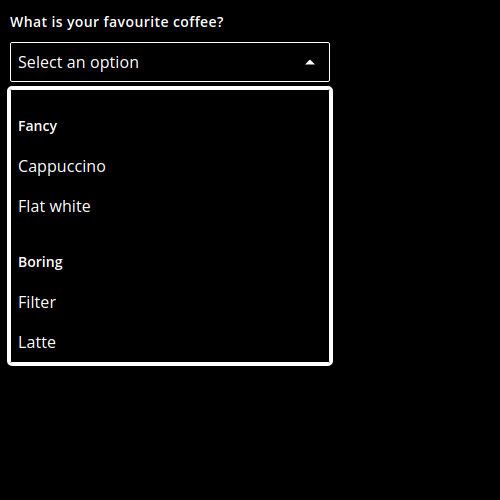 What is your favourite coffee?
Select an option
Fancy
Cappuccino
Flat white
Boring
Filter
Latte